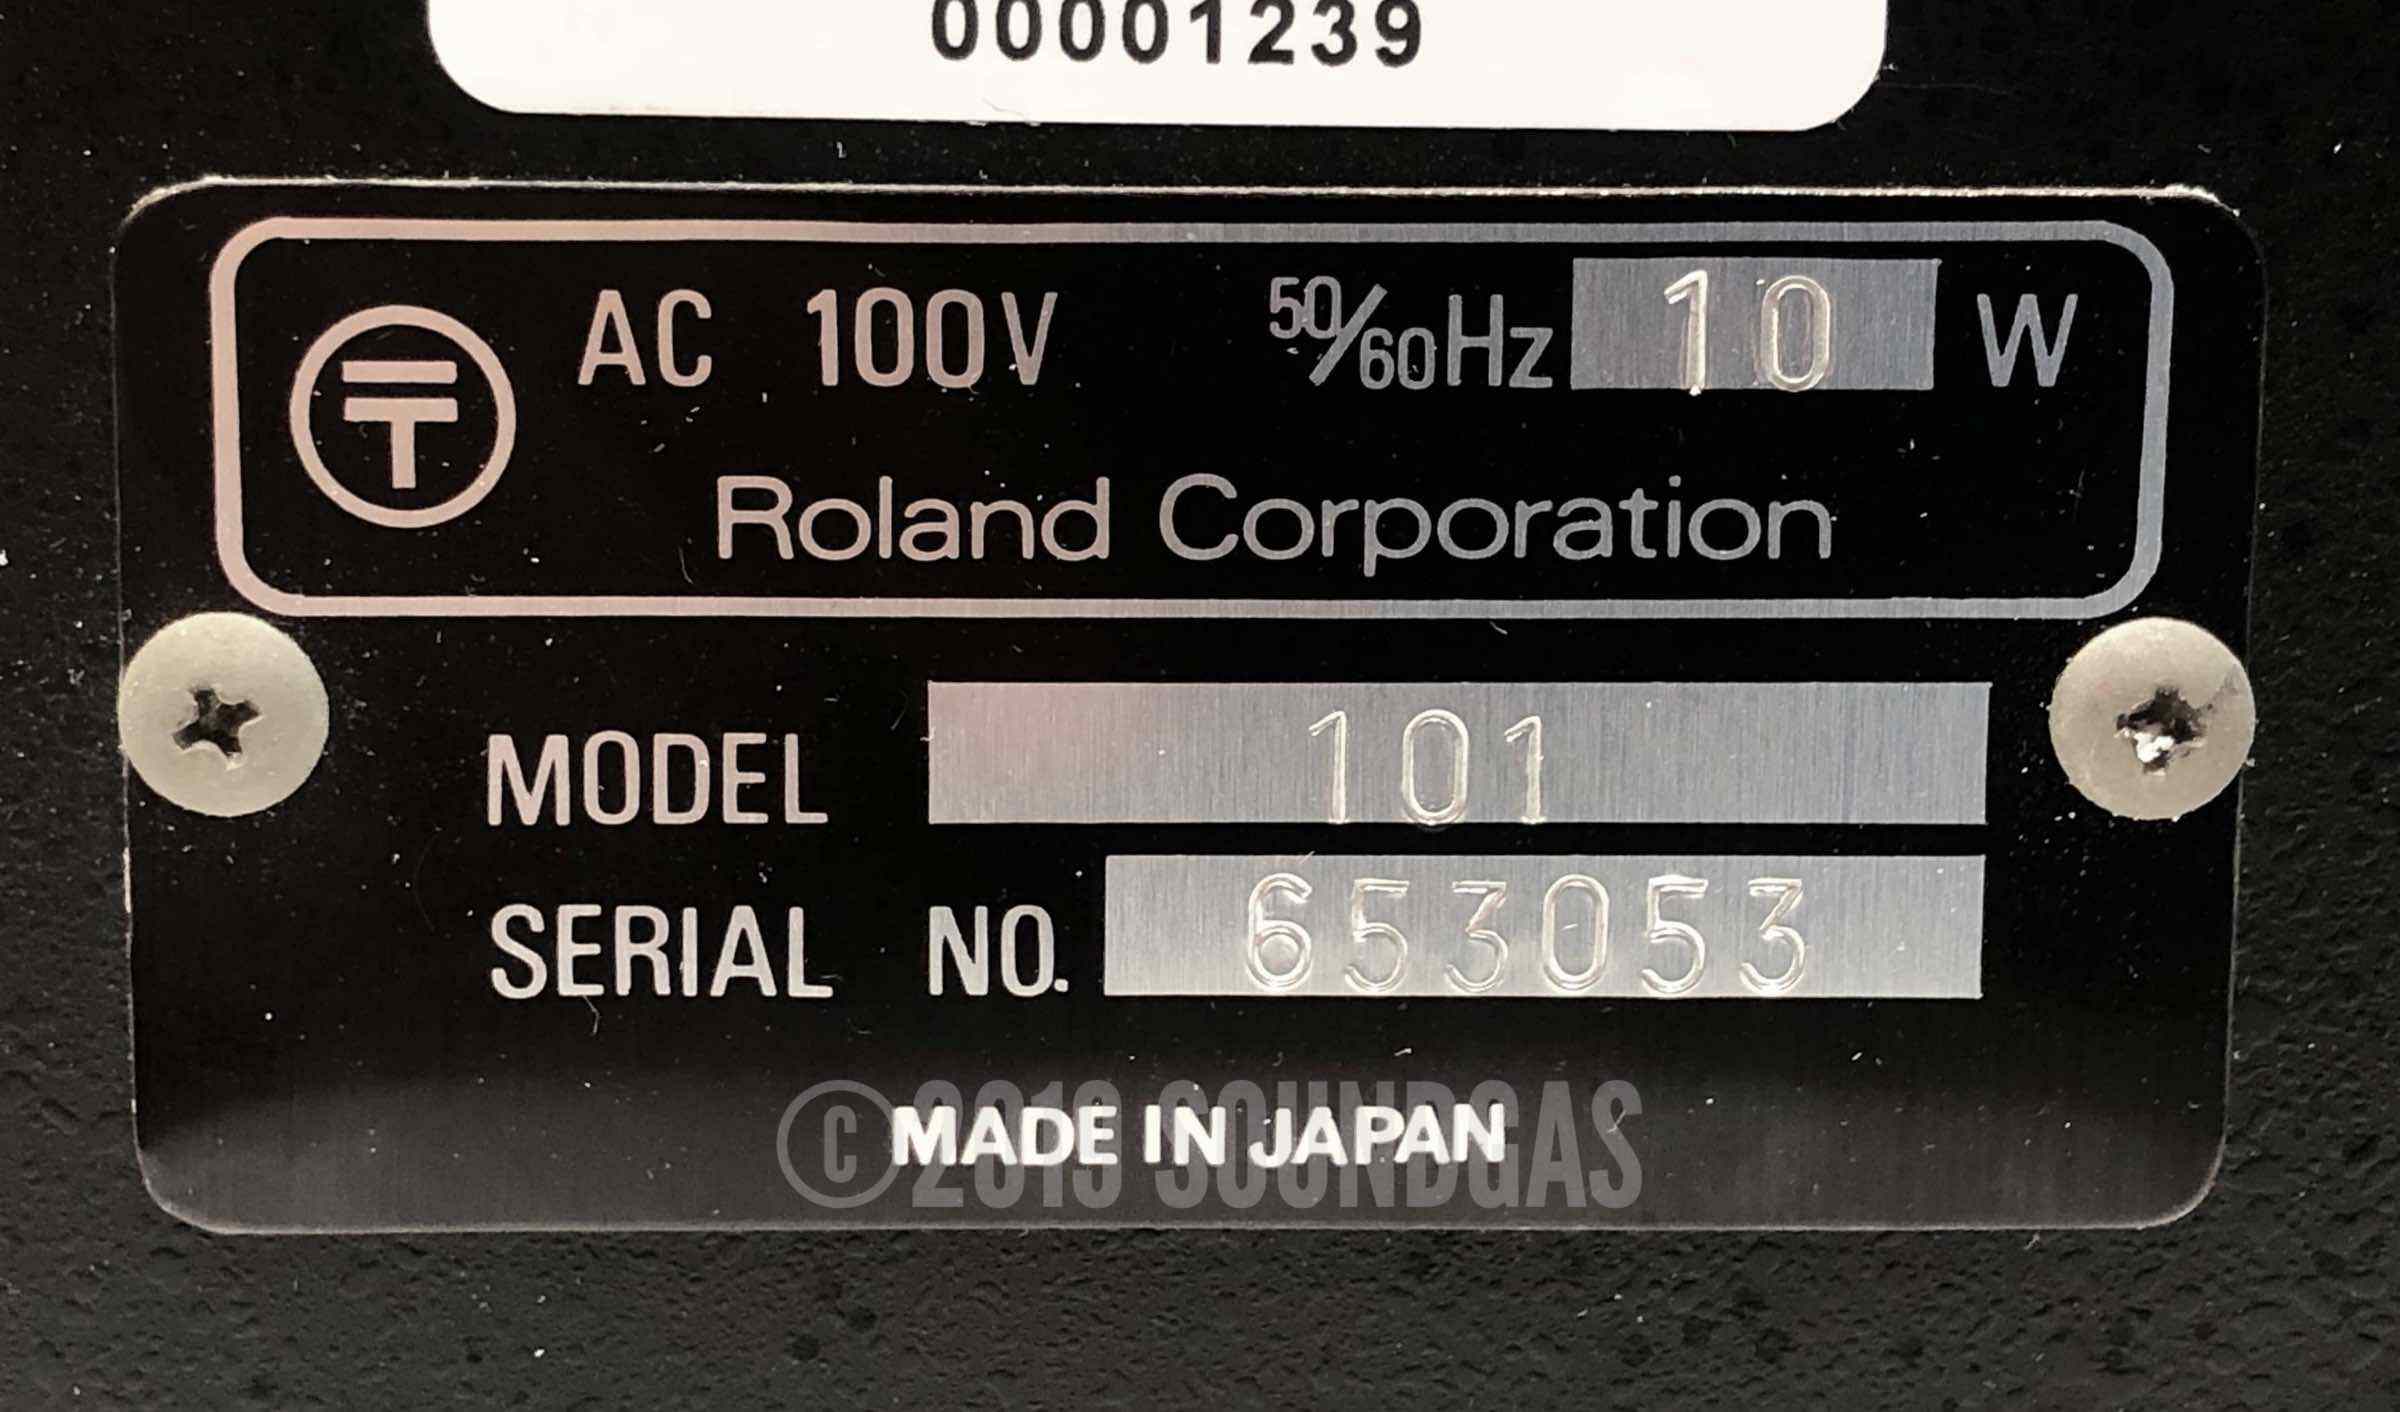 00001239
〒 AC 100V 50/60Hz 10 W
Roland Corporation
MODEL 101
SERIAL NO. 653053
MADE IN JAPAN
© 2019 SOUNDGAS